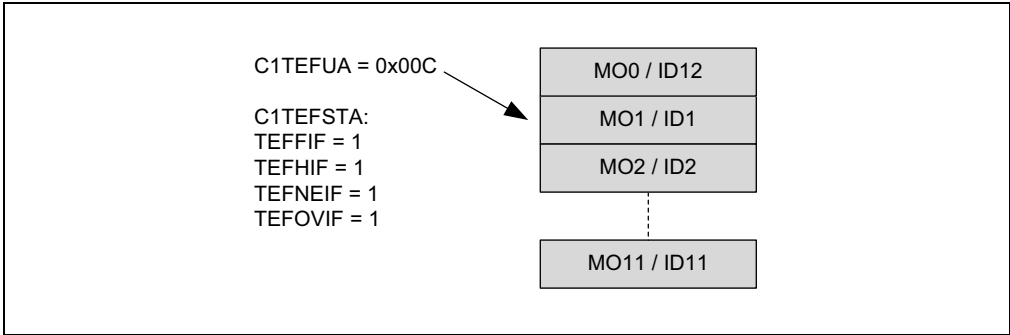 C1TEFUA = 0x00C
C1TEFSTA:
TEFFIF = 1
TEFHIF = 1
TEFNEIF = 1
TEFOVIF = 1
MO0 / ID12
MO1 / ID1
MO2 / ID2
MO11 / ID11